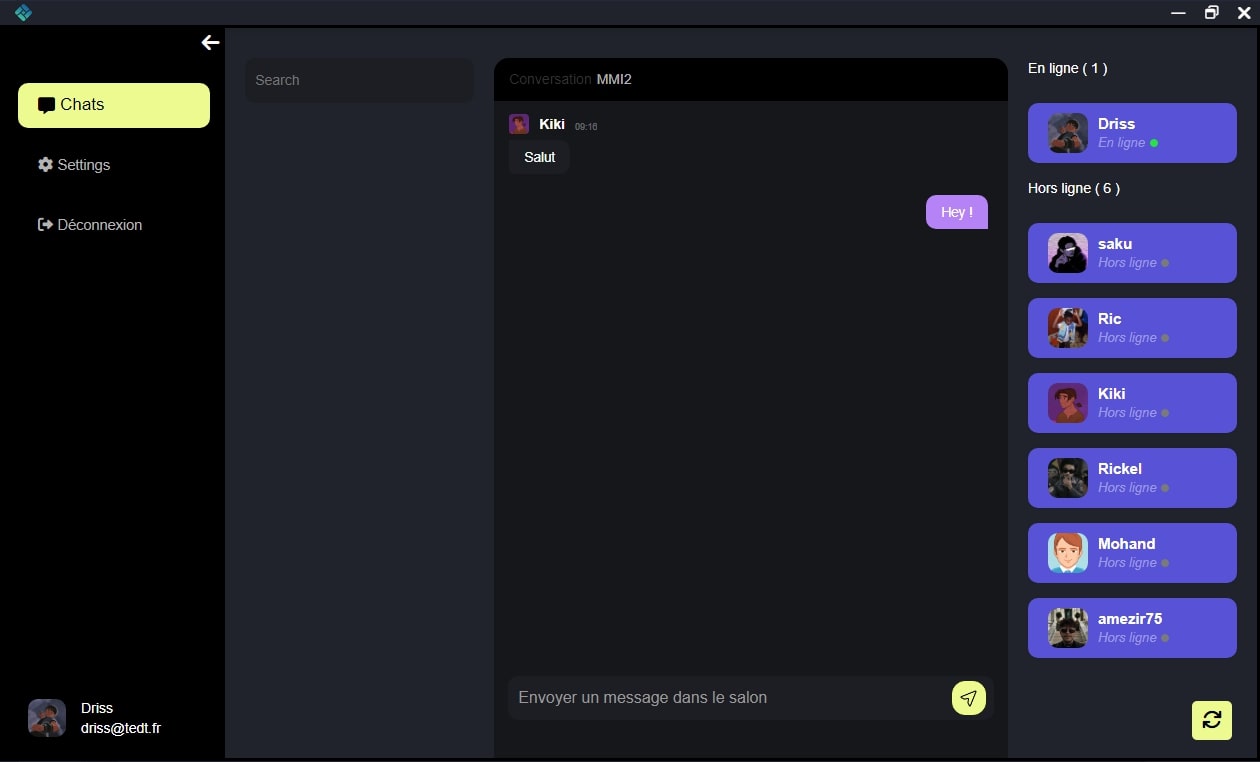 Chats
Settings
Déconnexion
Driss
driss@tedt.fr
Search
Conversation MMI2
Kiki 09:16
Salut
Hey !
Envoyer un message dans le salon
En ligne ( 1 )
Driss
En ligne
Hors ligne ( 6 )
saku
Hors ligne
Ric
Hors ligne
Kiki
Hors ligne
Rickel
Hors ligne
Mohand
Hors ligne
amezir75
Hors ligne